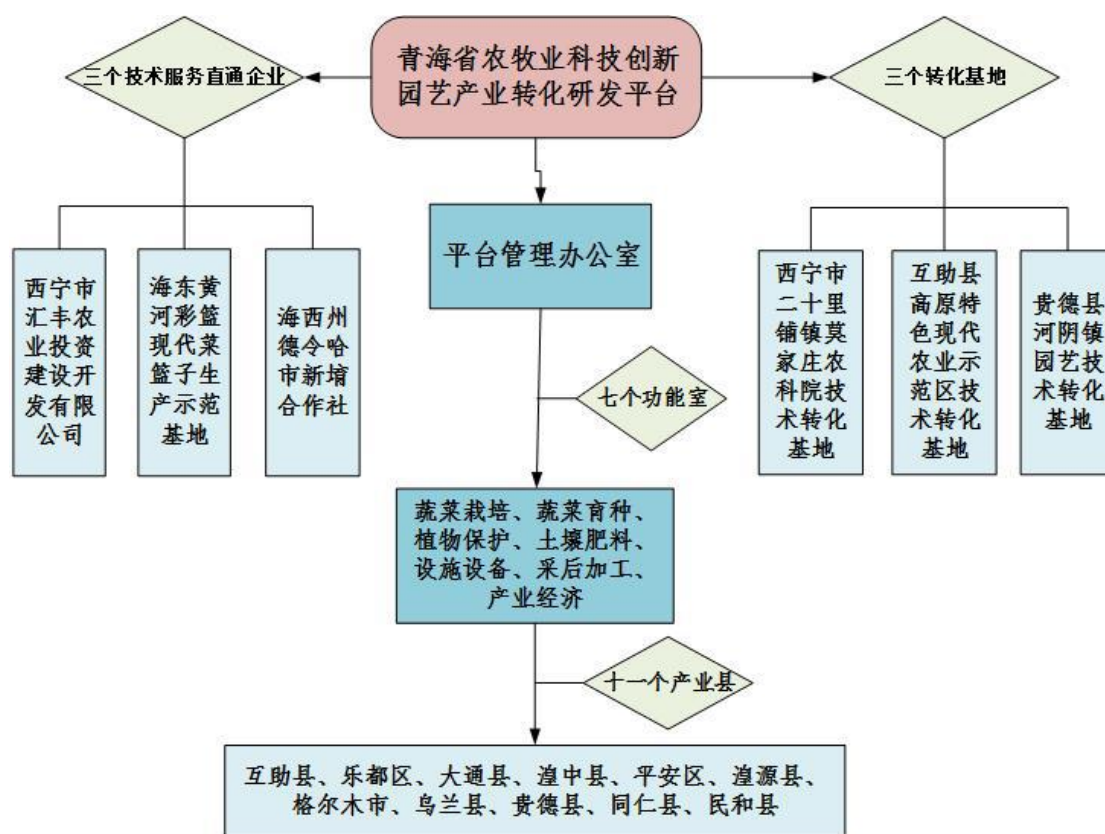 三个技术服务直通企业
青海省农牧业科技创新
园艺产业转化研发平台
三个转化基地
平台管理办公室
西宁市
汇丰农
业投资
建设开
发有限
公司
海东黄
河彩篮
现代菜
篮子生
产示范
基地
海西州
德令哈
市新堉
合作社
西宁市
二十里
铺镇莫
家庄农
科院技
术转化
基地
互助县
高原特
色现代
农业示
范区技
术转化
基地
贵德县
河阴镇
园艺技
术转化
基地
七个功能室
蔬菜栽培、蔬菜育种、
植物保护、土壤肥料、
设施设备、采后加工、
产业经济
十一个产业县
互助县、乐都区、大通县、湟中县、平安区、湟源县、
格尔木市、乌兰县、贵德县、同仁县、民和县